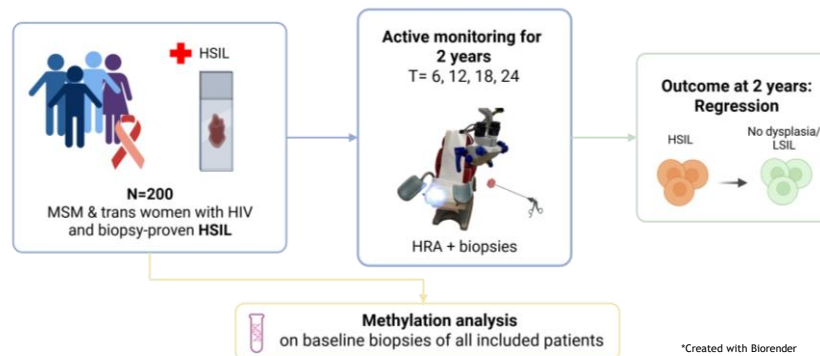 HSIL
N=200
MSM & trans women with HIV
and biopsy-proven HSIL
Active monitoring for
2 years
T= 6, 12, 18, 24
HRA + biopsies
Outcome at 2 years:
Regression
HSIL
No dysplasia/
LSIL
Methylation analysis
on baseline biopsies of all included patients
*Created with Biorender